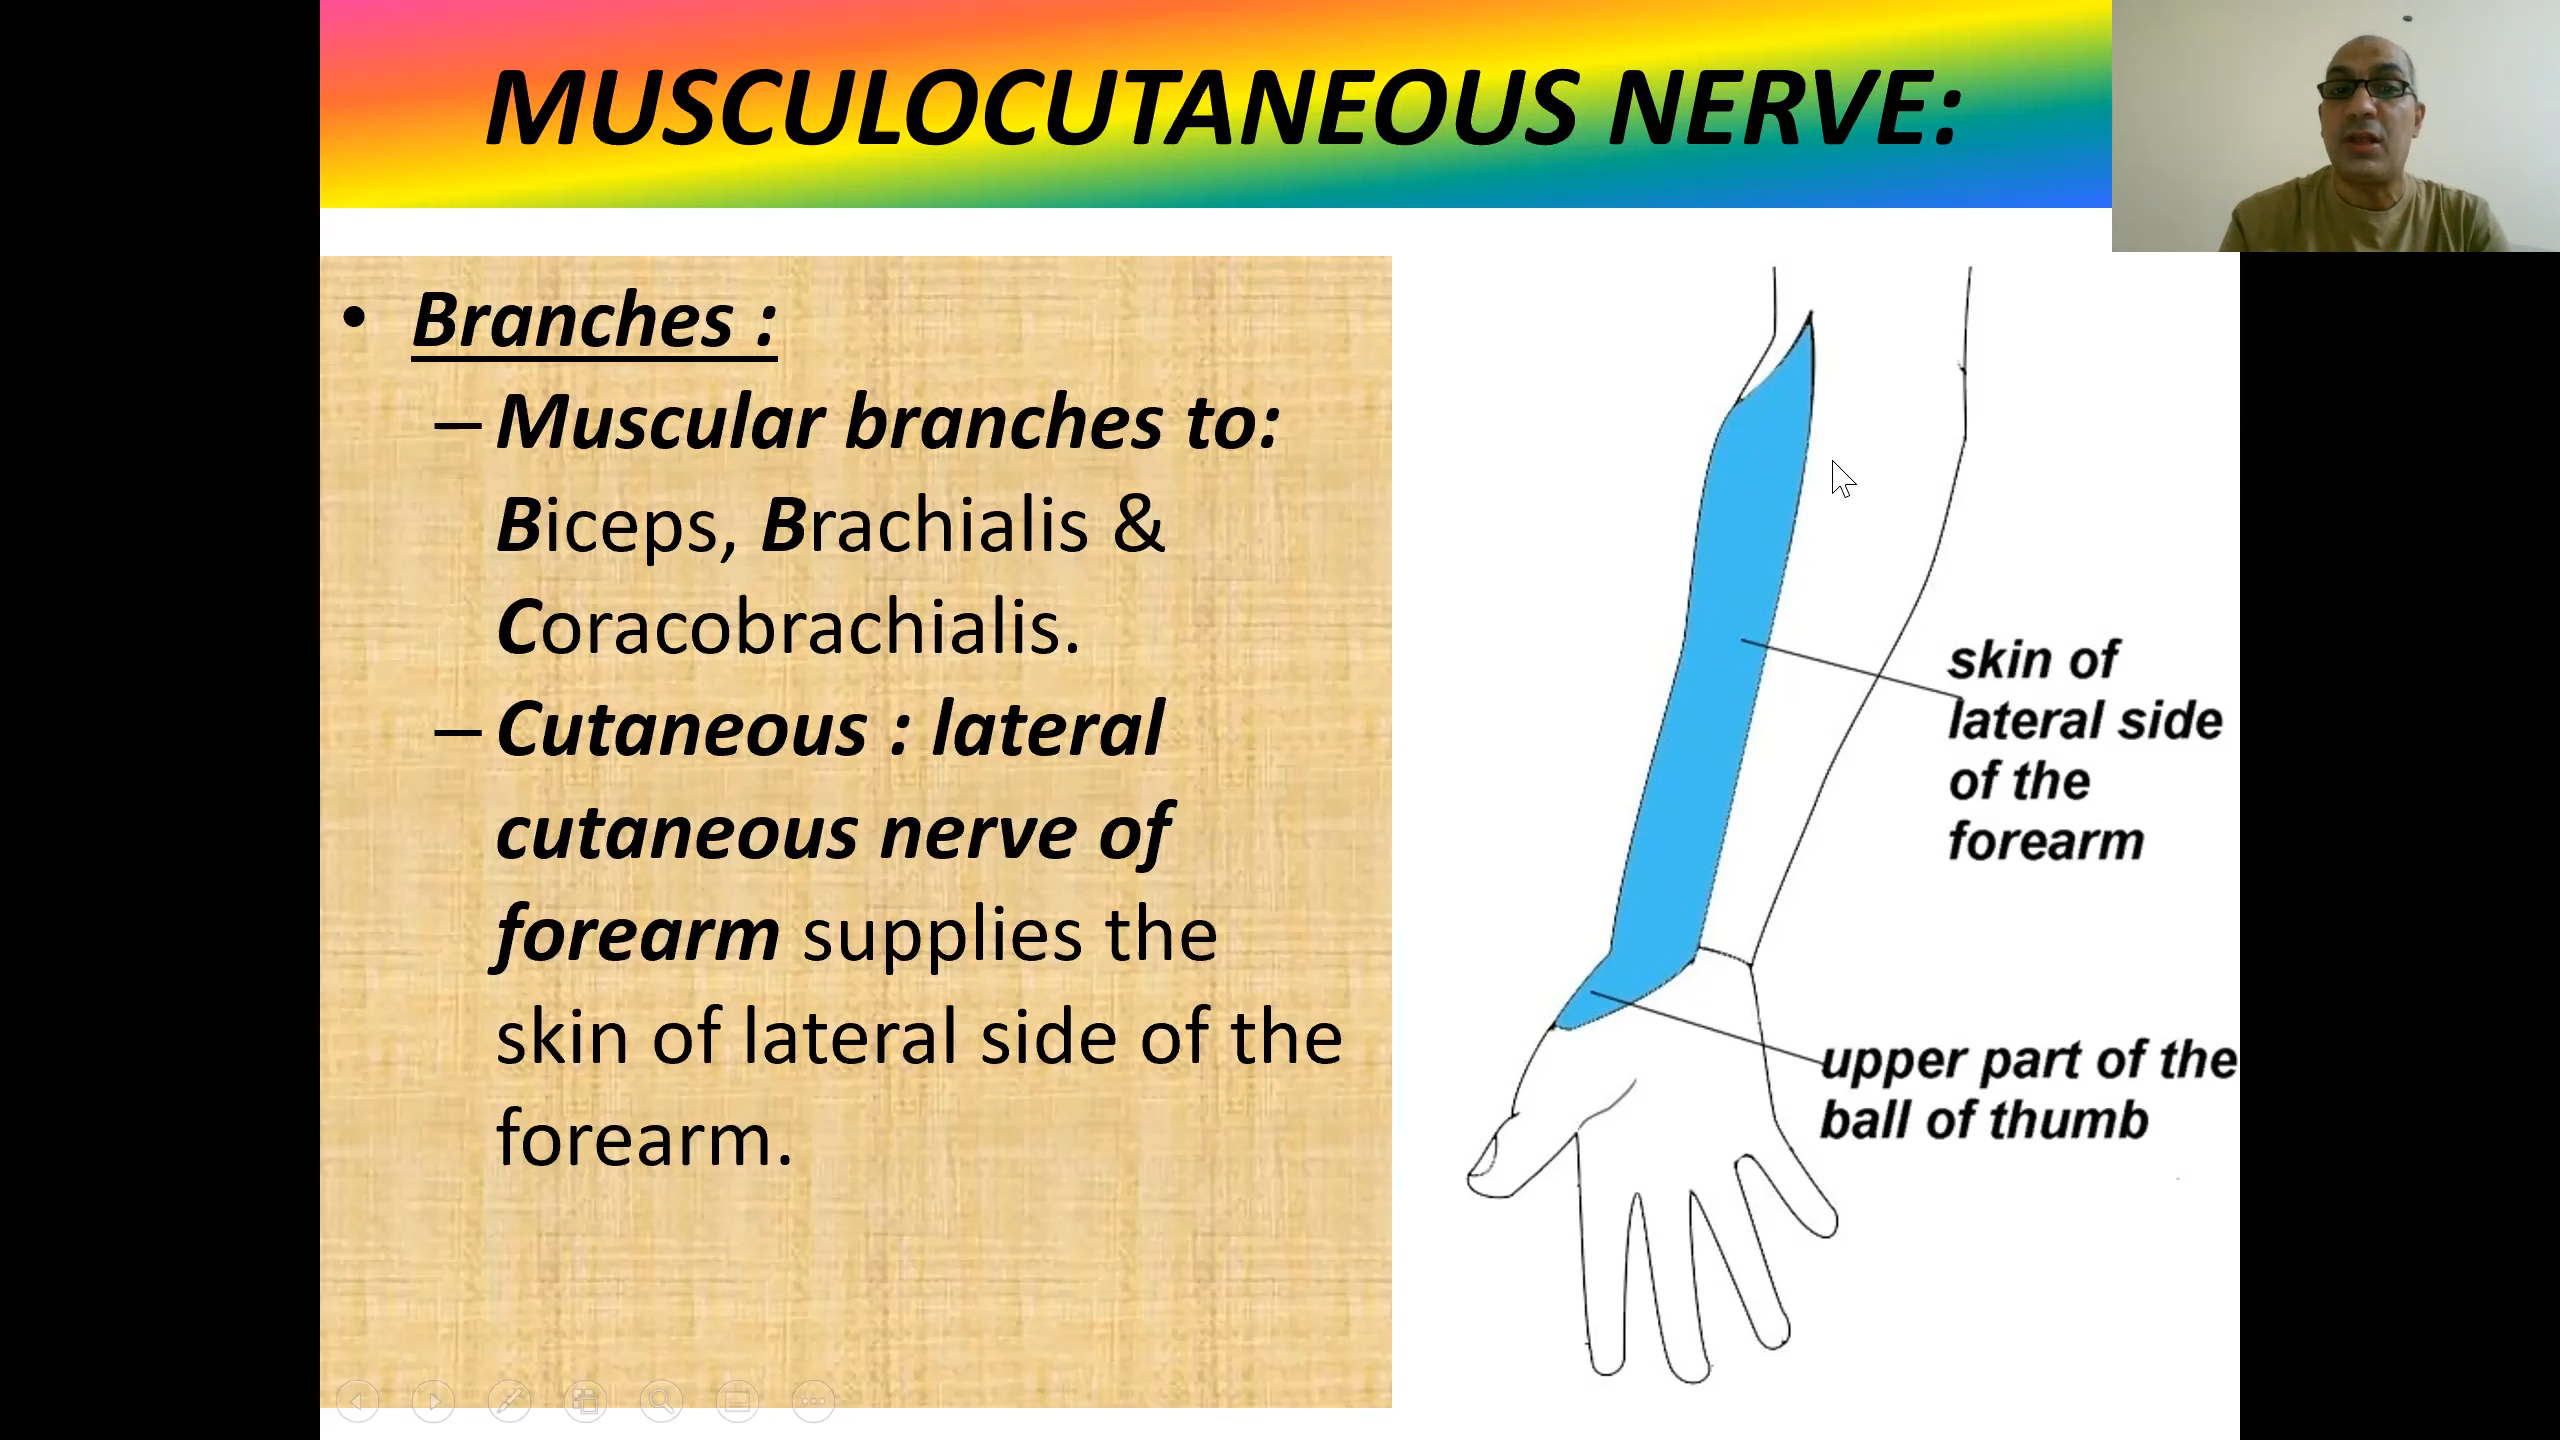 MUSCULOCUTANEOUS NERVE:
• Branches :
– Muscular branches to:
Biceps, Brachialis &
Coracobrachialis.
– Cutaneous : lateral
cutaneous nerve of
forearm supplies the
skin of lateral side of the
forearm.
skin of
lateral side
of the
forearm
upper part of the
ball of thumb